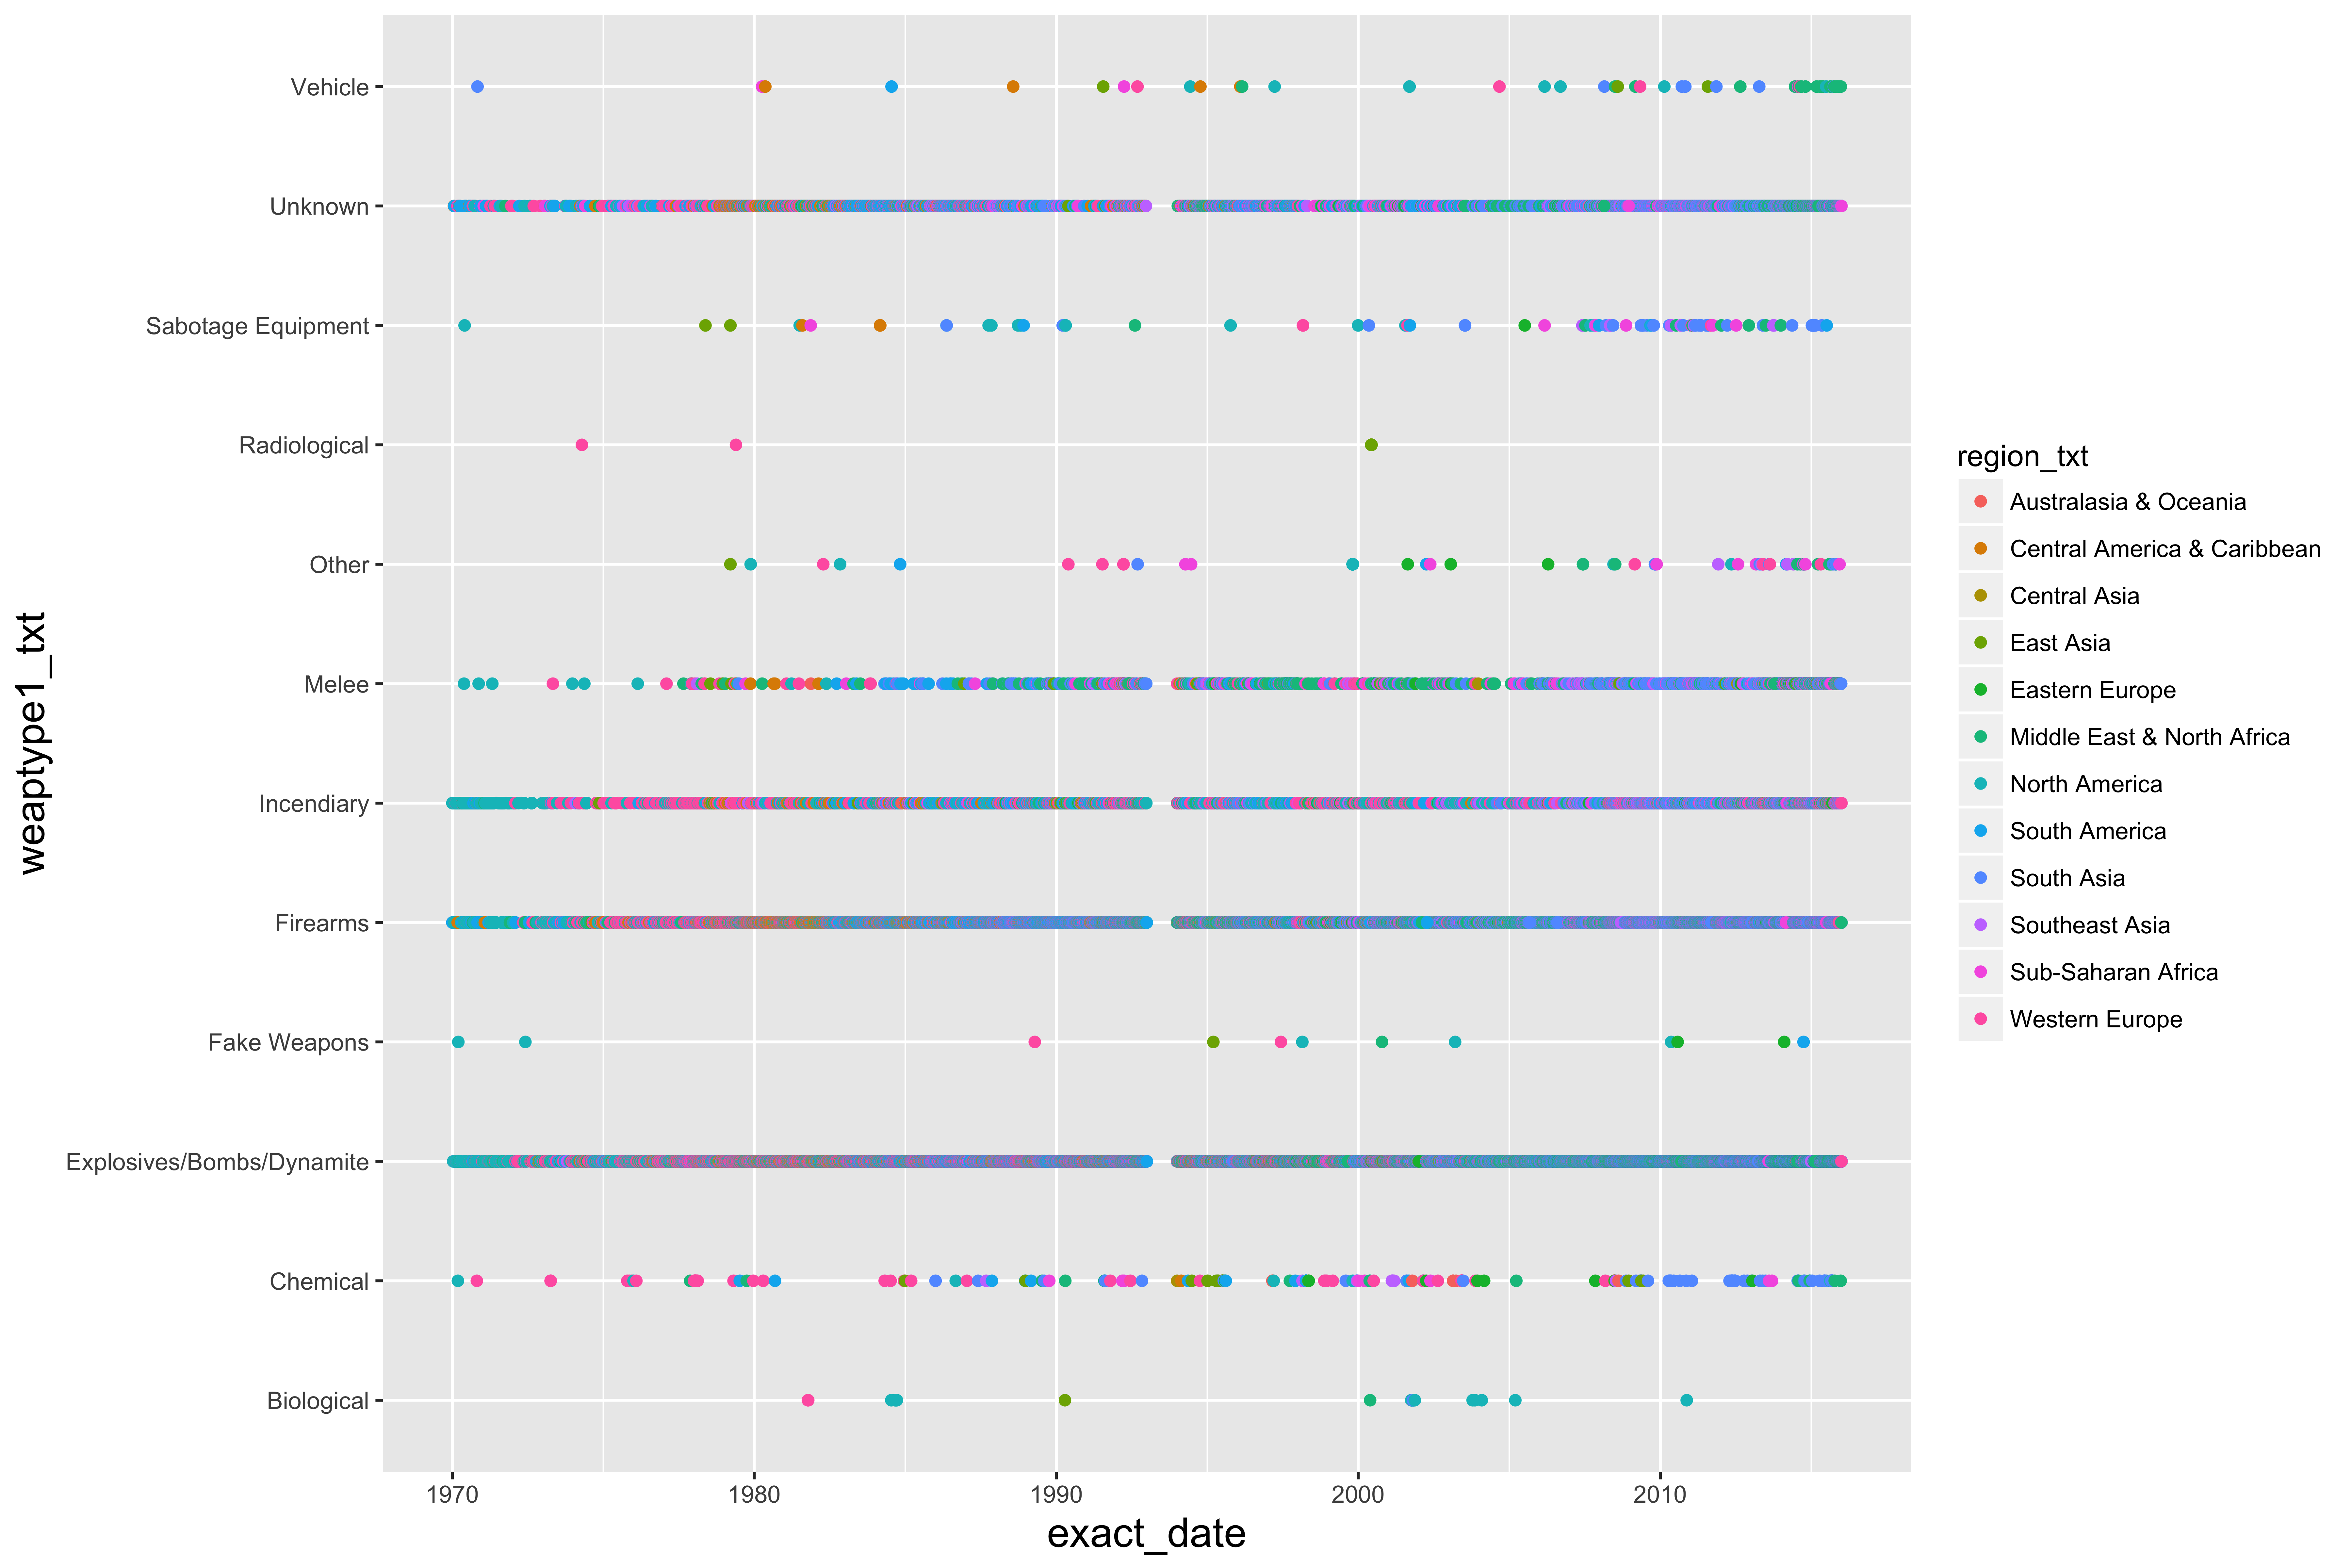 weaptype1_txt
Vehicle
Unknown
Sabotage Equipment
Radiological
Other
Melee
Incendiary
Firearms
Fake Weapons
Explosives/Bombs/Dynamite
Chemical
Biological
1970 1980 1990 2000 2010
exact_date
region_txt
Australasia & Oceania
Central America & Caribbean
Central Asia
East Asia
Eastern Europe
Middle East & North Africa
North America
South America
South Asia
Southeast Asia
Sub-Saharan Africa
Western Europe